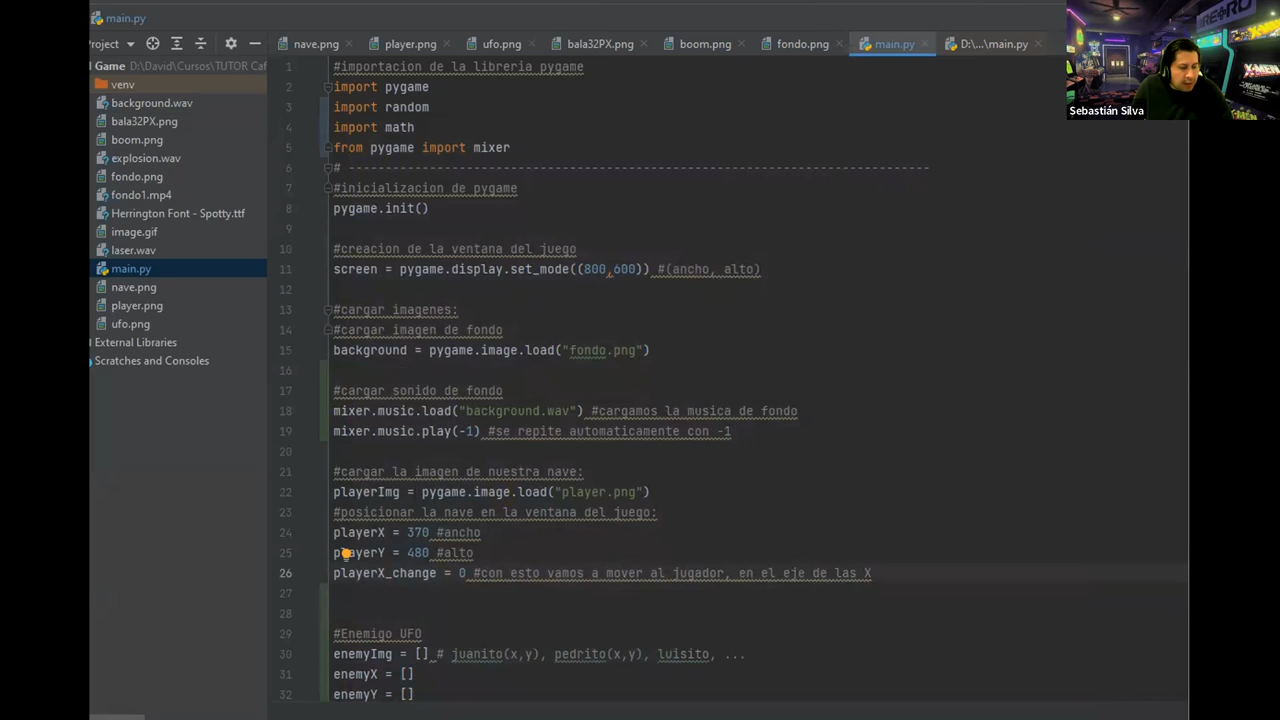 main.py
Project
nave.png
player.png
ufo.png
bala32PX.png
boom.png
fondo.png
main.py
D:\...\main.py
Game D:\David\Cursos\TUTOR Caf
venv
background.wav
bala32PX.png
boom.png
explosion.wav
fondo.png
fondo1.mp4
Herrington Font - Spotty.ttf
image.gif
laser.wav
main.py
nave.png
player.png
ufo.png
External Libraries
Scratches and Consoles
1 #importacion de la libreria pygame
2 import pygame
3 import random
4 import math
5 from pygame import mixer
6 # -------------------------------------------------------------------------------
7 #inicializacion de pygame
8 pygame.init()
9
10 #creacion de la ventana del juego
11 screen = pygame.display.set_mode((800,600)) #(ancho, alto)
12
13 #cargar imagenes:
14 #cargar imagen de fondo
15 background = pygame.image.load("fondo.png")
16
17 #cargar sonido de fondo
18 mixer.music.load("background.wav") #cargamos la musica de fondo
19 mixer.music.play(-1) #se repite automaticamente con -1
20
21 #cargar la imagen de nuestra nave:
22 playerImg = pygame.image.load("player.png")
23 #posicionar la nave en la ventana del juego:
24 playerX = 370 #ancho
25 playerY = 480 #alto
26 playerX_change = 0 #con esto vamos a mover al jugador, en el eje de las X
27
28
29 #Enemigo UFO
30 enemyImg = [] # juanito(x,y), pedrito(x,y), luisito, ...
31 enemyX = []
32 enemyY = []
RETRO
X-MEN
Sebastián Silva